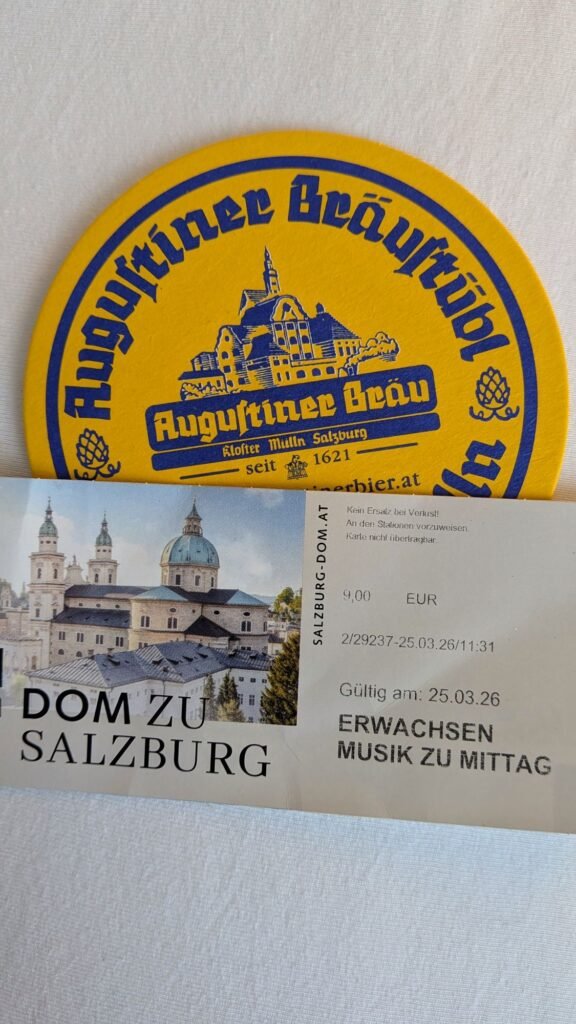 Augustiner Bräustübl
Augustiner Bräu
Kloster Mülln Salzburg
seit 1621
nerbier.at
DOM ZU
SALZBURG
SALZBURG-DOM.AT
Kein Ersatz bei Verlust!
An den Stationen vorzuweisen.
Karte nicht übertragbar.
9,00 EUR
2/29237-25.03.26/11:31
Gültig am: 25.03.26
ERWACHSEN
MUSIK ZU MITTAG